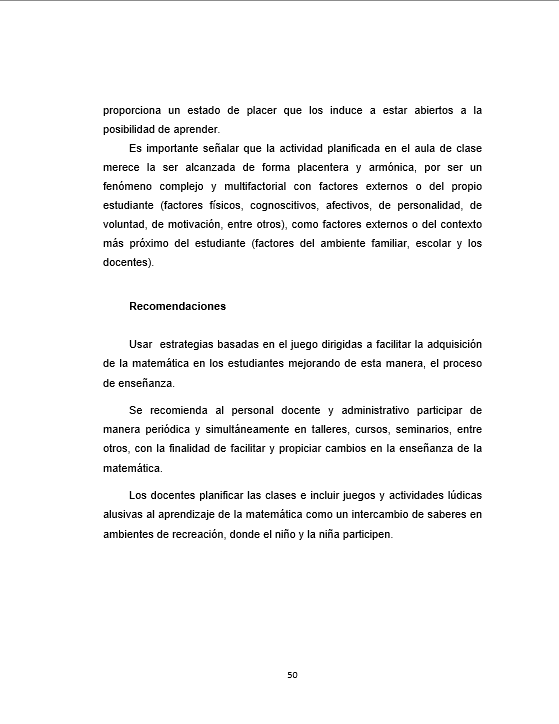 proporciona un estado de placer que los induce a estar abiertos a la
posibilidad de aprender.
Es importante señalar que la actividad planificada en el aula de clase
merece la ser alcanzada de forma placentera y armónica, por ser un
fenómeno complejo y multifactorial con factores externos o del propio
estudiante (factores físicos, cognoscitivos, afectivos, de personalidad, de
voluntad, de motivación, entre otros), como factores externos o del contexto
más próximo del estudiante (factores del ambiente familiar, escolar y los
docentes).
Recomendaciones
Usar estrategias basadas en el juego dirigidas a facilitar la adquisición
de la matemática en los estudiantes mejorando de esta manera, el proceso
de enseñanza.
Se recomienda al personal docente y administrativo participar de
manera periódica y simultáneamente en talleres, cursos, seminarios, entre
otros, con la finalidad de facilitar y propiciar cambios en la enseñanza de la
matemática.
Los docentes planificar las clases e incluir juegos y actividades lúdicas
alusivas al aprendizaje de la matemática como un intercambio de saberes en
ambientes de recreación, donde el niño y la niña participen.
50